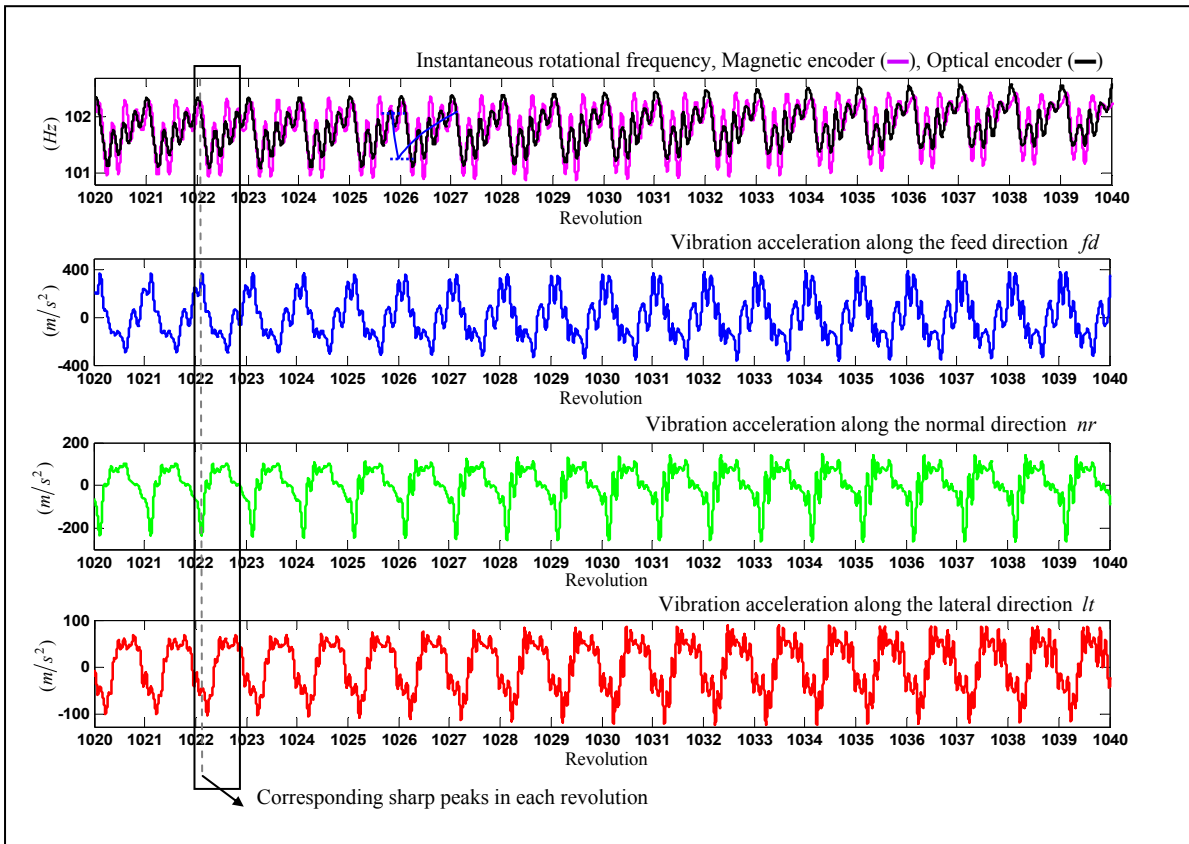 Instantaneous rotational frequency, Magnetic encoder (—), Optical encoder (—)
(Hz)
102
101
1020 1021 1022 1023 1024 1025 1026 1027 1028 1029 1030 1031 1032 1033 1034 1035 1036 1037 1038 1039 1040
Revolution
Vibration acceleration along the feed direction fd
(m/s²)
400
0
-400
1020 1021 1022 1023 1024 1025 1026 1027 1028 1029 1030 1031 1032 1033 1034 1035 1036 1037 1038 1039 1040
Revolution
Vibration acceleration along the normal direction nr
(m/s²)
200
0
-200
1020 1021 1022 1023 1024 1025 1026 1027 1028 1029 1030 1031 1032 1033 1034 1035 1036 1037 1038 1039 1040
Revolution
Vibration acceleration along the lateral direction lt
(m/s²)
100
0
-100
1020 1021 1022 1023 1024 1025 1026 1027 1028 1029 1030 1031 1032 1033 1034 1035 1036 1037 1038 1039 1040
Revolution
Corresponding sharp peaks in each revolution